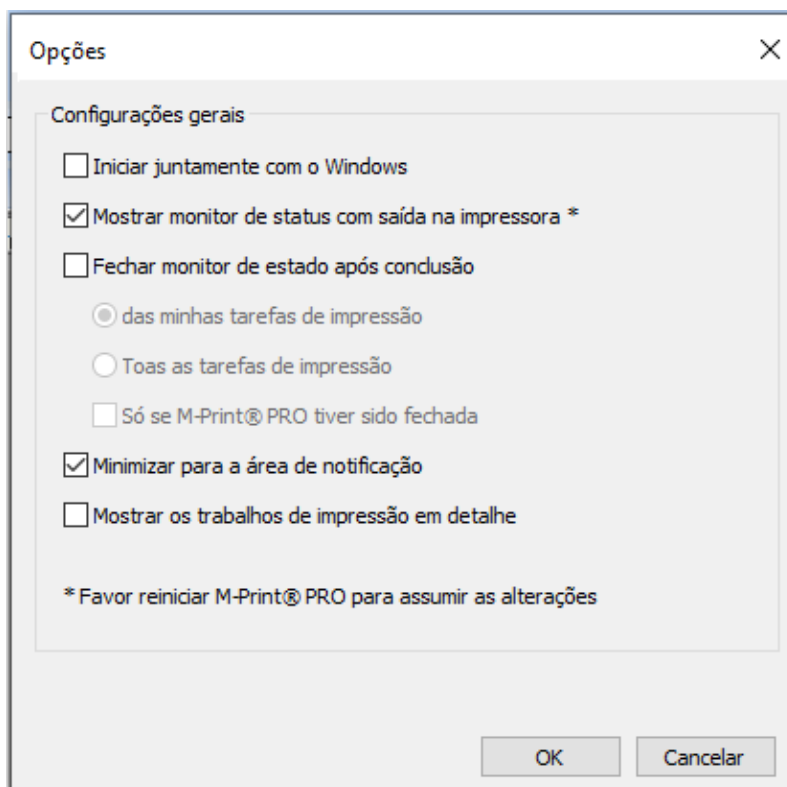 Opções
Configurações gerais
Iniciar juntamente com o Windows
Mostrar monitor de status com saída na impressora *
Fechar monitor de estado após conclusão
das minhas tarefas de impressão
Toas as tarefas de impressão
Só se M-Print® PRO tiver sido fechada
Minimizar para a área de notificação
Mostrar os trabalhos de impressão em detalhe
* Favor reiniciar M-Print® PRO para assumir as alterações
OK Cancelar